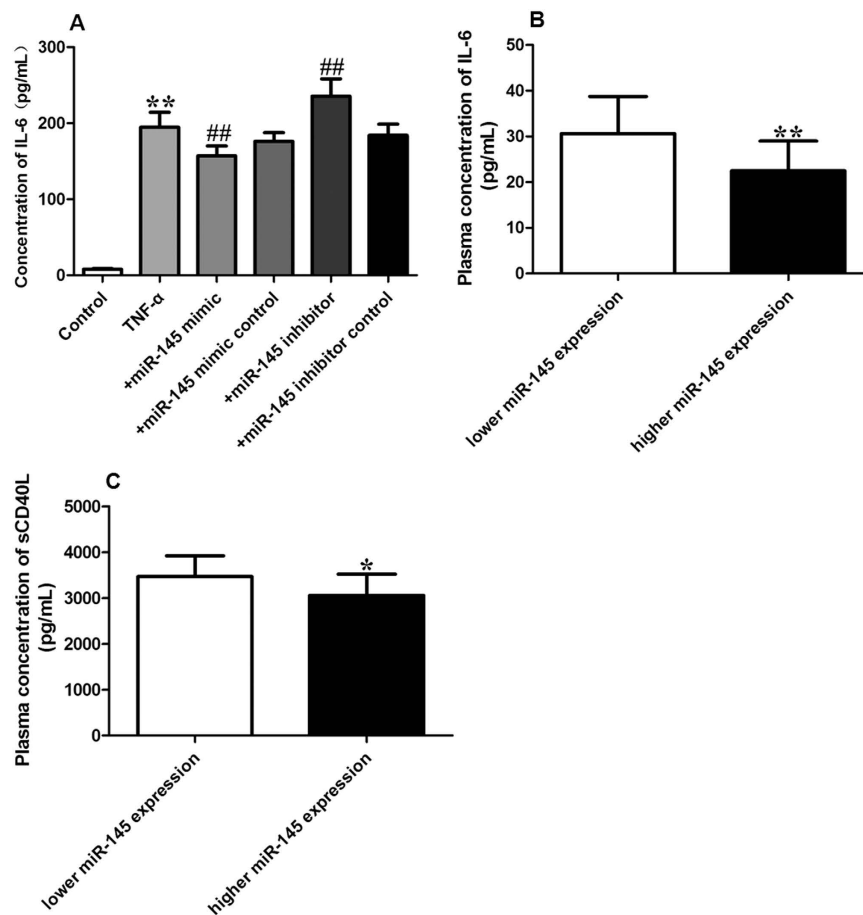 A
Concentration of IL-6 (pg/mL)
300
200
100
0
**
##
##
Control
TNF-α
+miR-145 mimic
+miR-145 mimic control
+miR-145 inhibitor
+miR-145 inhibitor control
B
Plasma concentration of IL-6
(pg/mL)
50
40
30
20
10
0
**
lower miR-145 expression
higher miR-145 expression
C
Plasma concentration of sCD40L
(pg/mL)
5000
4000
3000
2000
1000
0
*
lower miR-145 expression
higher miR-145 expression